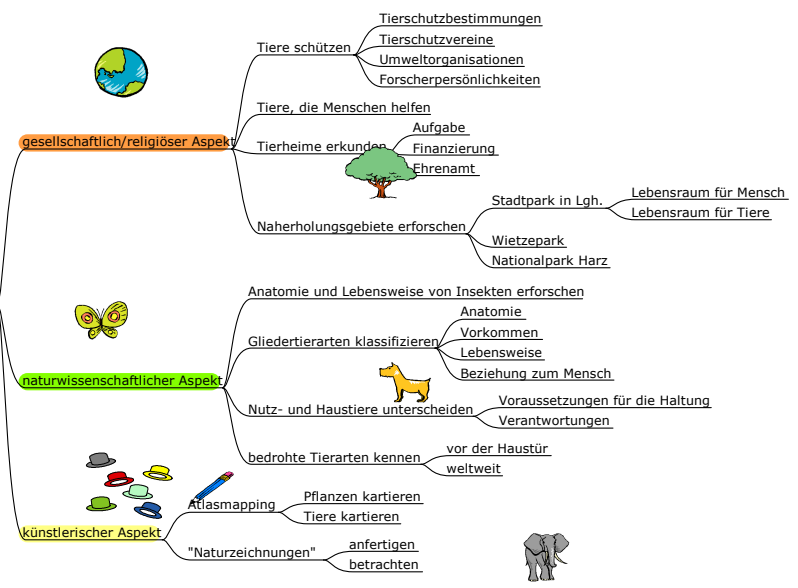 gesellschaftlich/religiöser Aspekt
Tiere schützen
Tierschutzbestimmungen
Tierschutzvereine
Umweltorganisationen
Forscherpersönlichkeiten
Tiere, die Menschen helfen
Tierheime erkunden
Aufgabe
Finanzierung
Ehrenamt
Naherholungsgebiete erforschen
Stadtpark in Lgh.
Lebensraum für Mensch
Lebensraum für Tiere
Wietzepark
Nationalpark Harz
naturwissenschaftlicher Aspekt
Anatomie und Lebensweise von Insekten erforschen
Gliedertierarten klassifizieren
Anatomie
Vorkommen
Lebensweise
Beziehung zum Mensch
Nutz- und Haustiere unterscheiden
Voraussetzungen für die Haltung
Verantwortungen
bedrohte Tierarten kennen
vor der Haustür
weltweit
künstlerischer Aspekt
Atlasmapping
Pflanzen kartieren
Tiere kartieren
"Naturzeichnungen"
anfertigen
betrachten